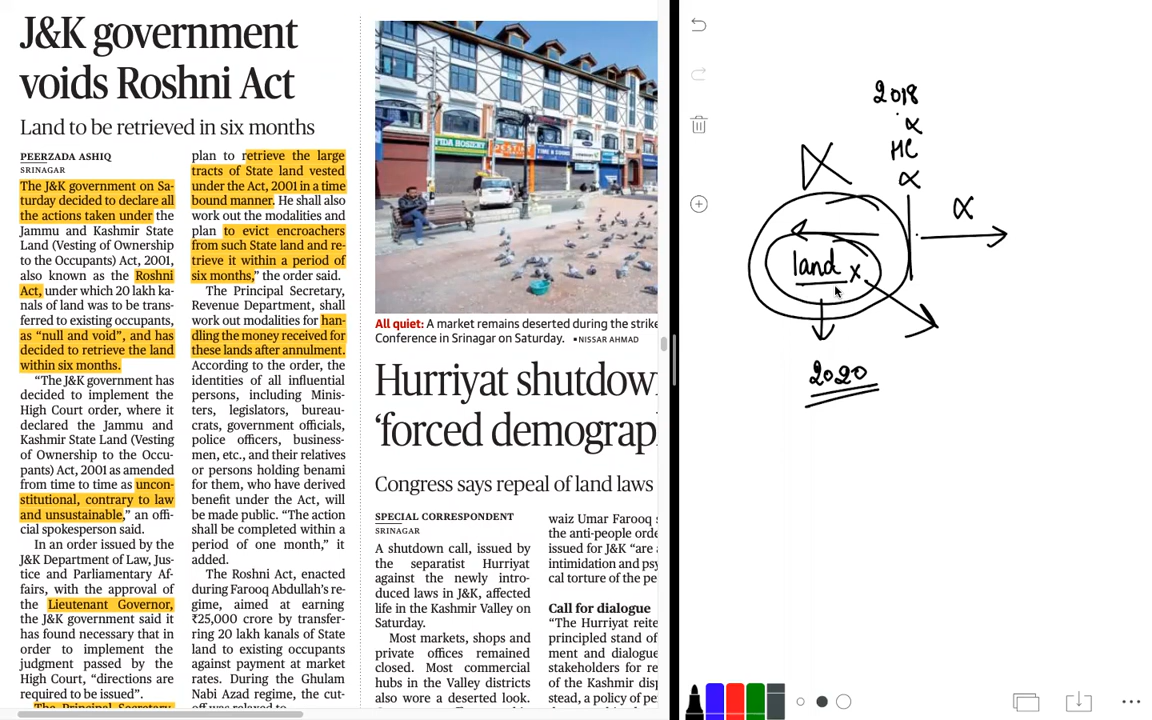 J&K government
voids Roshni Act
Land to be retrieved in six months
PEERZADA ASHIQ
SRINAGAR
The J&K government on Sa-
turday decided to declare all
the actions taken under the
Jammu and Kashmir State
Land (Vesting of Ownership
to the Occupants) Act, 2001,
also known as the Roshni
Act, under which 20 lakh ka-
nals of land was to be trans-
ferred to existing occupants,
as “null and void”, and has
decided to retrieve the land
within six months.
“The J&K government has
decided to implement the
High Court order, where it
declared the Jammu and
Kashmir State Land (Vesting
of Ownership to the Occu-
pants) Act, 2001 as amended
from time to time as uncon-
stitutional, contrary to law
and unsustainable,” an offi-
cial spokesperson said.
In an order issued by the
J&K Department of Law, Jus-
tice and Parliamentary Af-
fairs, with the approval of
the Lieutenant Governor,
the J&K government said it
has found necessary that in
order to implement the
judgment passed by the
High Court, “directions are
required to be issued”.
The Principal Secretary,
plan to retrieve the large
tracts of State land vested
under the Act, 2001 in a time
bound manner. He shall also
work out the modalities and
plan to evict encroachers
from such State land and re-
trieve it within a period of
six months,” the order said.
The Principal Secretary,
Revenue Department, shall
work out modalities for han-
dling the money received for
these lands after annulment.
According to the order, the
identities of all influential
persons, including Minis-
ters, legislators, bureau-
crats, government officials,
police officers, business-
men, etc., and their relatives
or persons holding benami
for them, who have derived
benefit under the Act, will
be made public. “The action
shall be completed within a
period of one month,” it
added.
The Roshni Act, enacted
during Farooq Abdullah’s re-
gime, aimed at earning
₹25,000 crore by transfer-
ring 20 lakh kanals of State
land to existing occupants
against payment at market
rates. During the Ghulam
Nabi Azad regime, the cut-
off was relaxed to
All quiet: A market remains deserted during the strike
Conference in Srinagar on Saturday. ▪NISSAR AHMAD
Hurriyat shutdow
‘forced demograp
Congress says repeal of land laws
SPECIAL CORRESPONDENT
SRINAGAR
A shutdown call, issued by
the separatist Hurriyat
against the newly intro-
duced laws in J&K, affected
life in the Kashmir Valley on
Saturday.
Most markets, shops and
private offices remained
closed. Most commercial
hubs in the Valley districts
also wore a deserted look.
waiz Umar Farooq s
the anti-people orde
issued for J&K “are
intimidation and psy
cal torture of the pe
Call for dialogue
“The Hurriyat reite
principled stand of
ment and dialogue
stakeholders for re
of the Kashmir disp
stead, a policy of pe
2018
HC
land x
2020